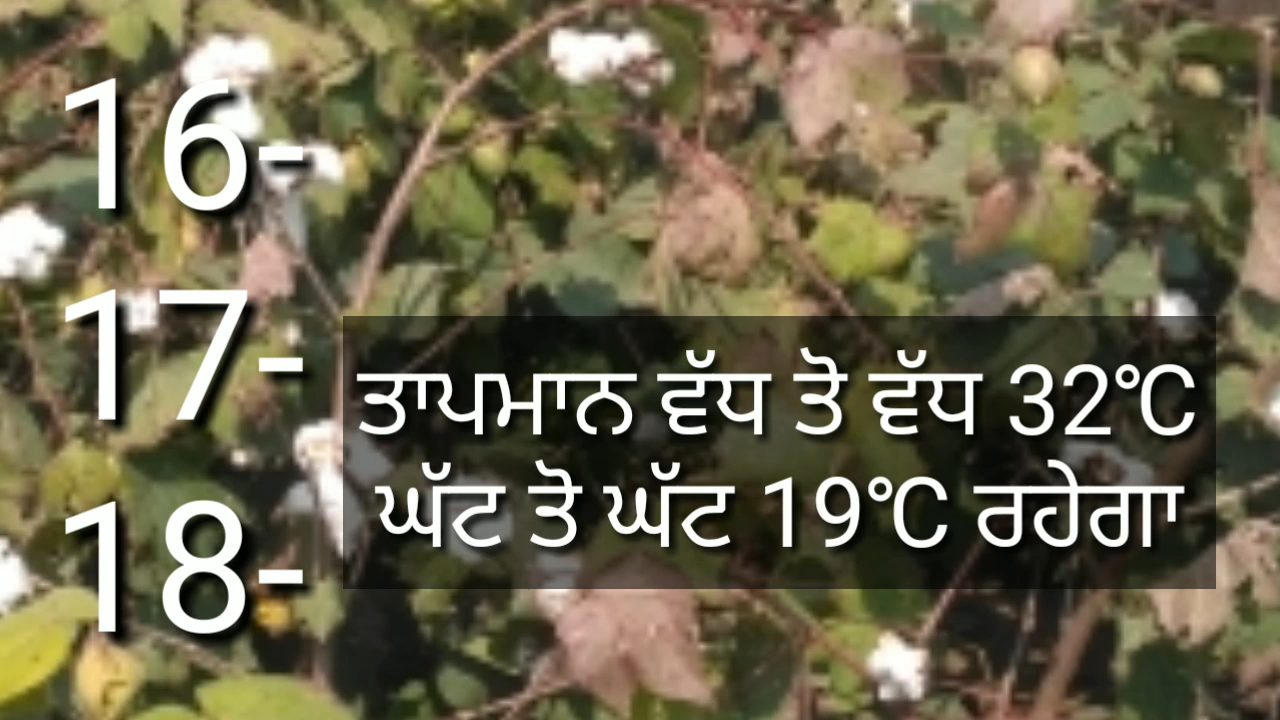 16-
17-
ਤਾਪਮਾਨ ਵੱਧ ਤੋ ਵੱਧ 32℃
ਘੱਟ ਤੋ ਘੱਟ 19℃ ਰਹੇਗਾ
18-